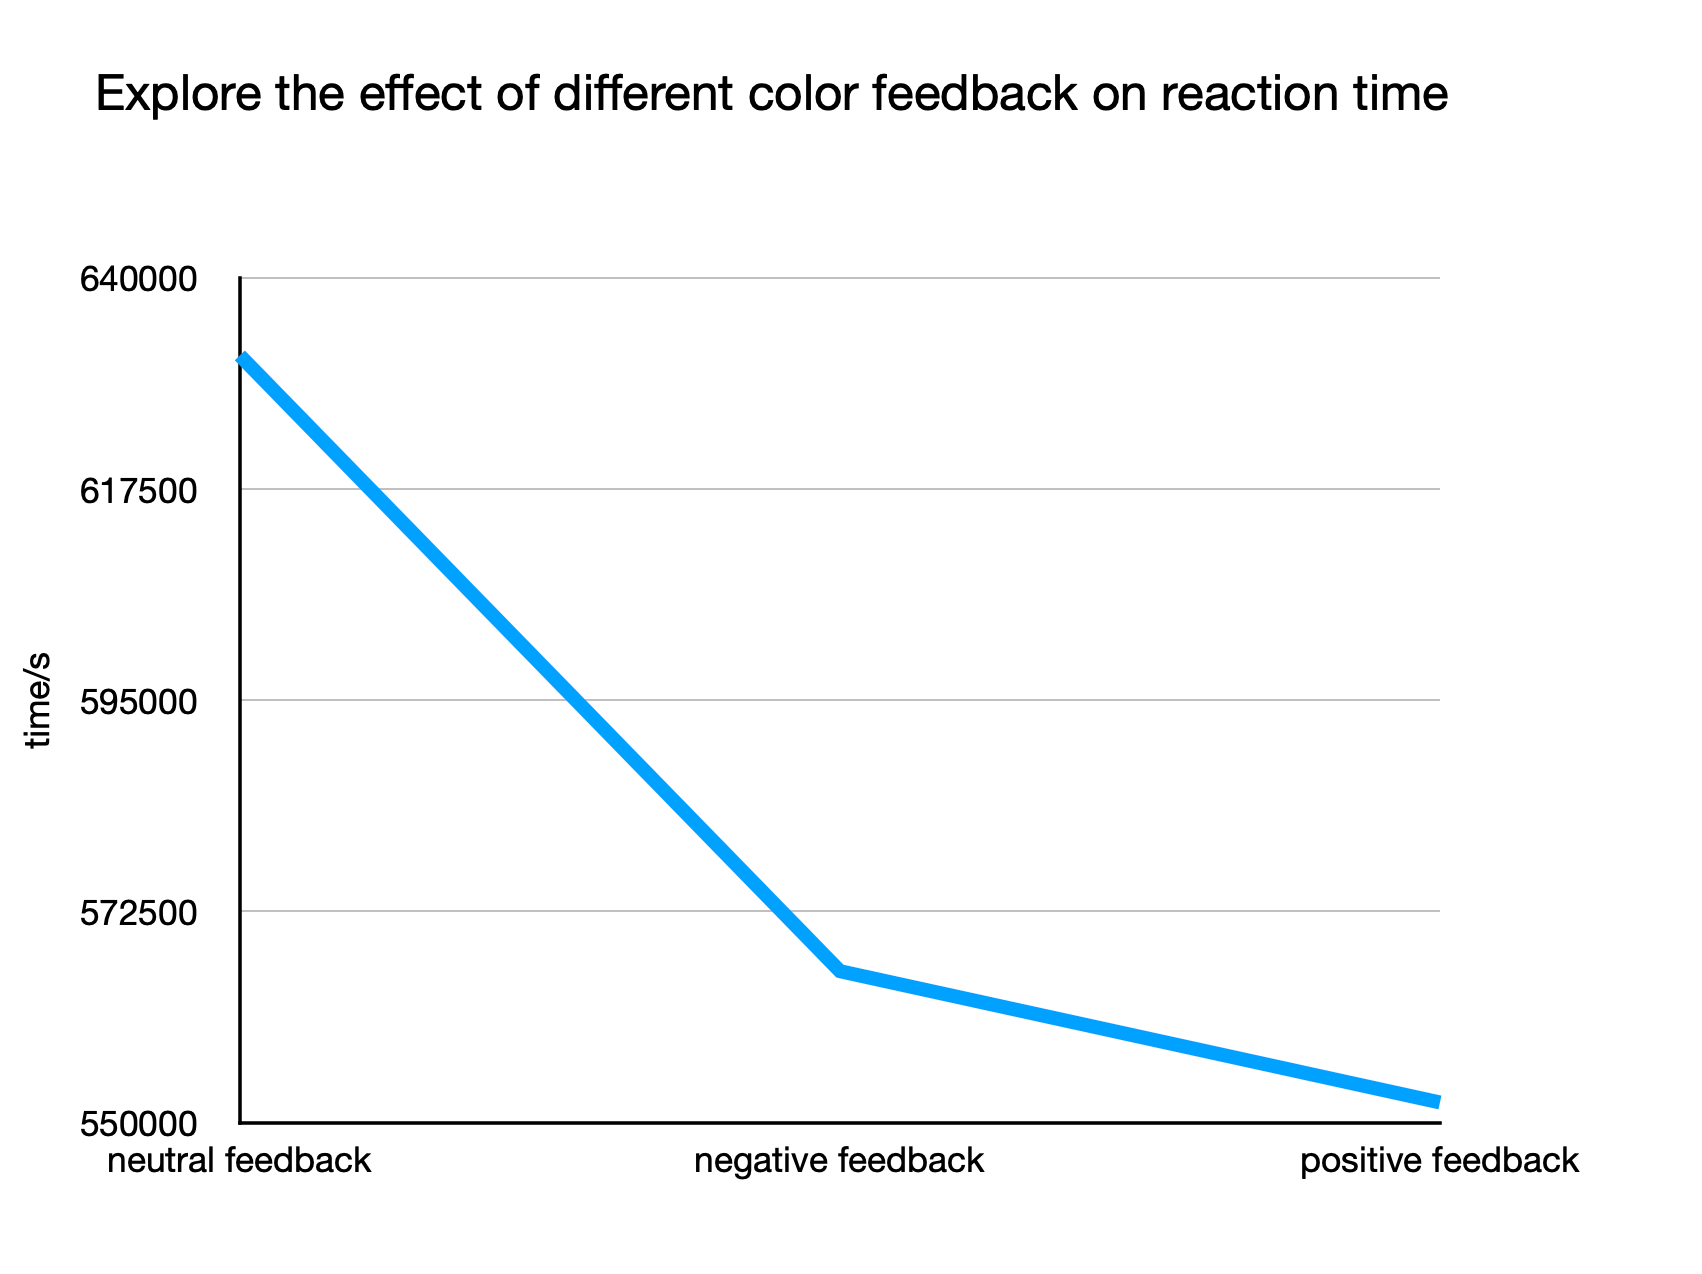 Explore the effect of different color feedback on reaction time
640000
617500
595000
572500
550000
time/s
neutral feedback
negative feedback
positive feedback